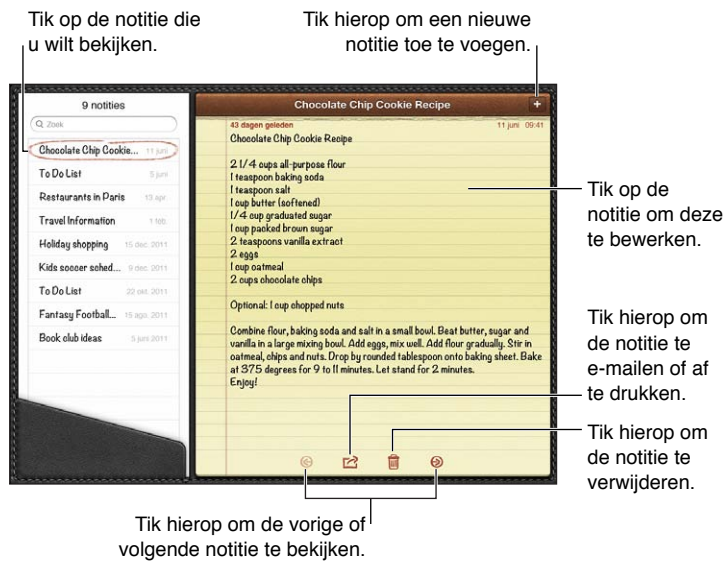 Tik op de notitie die
u wilt bekijken.
Tik hierop om een nieuwe
notitie toe te voegen.
9 notities
Zoek
Chocolate Chip Cookie... 11 juni
To Do List 5 juni
Restaurants in Paris 13 apr.
Travel Information 1 feb.
Holiday shopping 15 dec. 2011
Kids soccer sched... 9 dec. 2011
To Do List 22 okt. 2011
Fantasy Football... 15 ago. 2011
Book club ideas 5 juni 2011
Chocolate Chip Cookie Recipe
+
43 dagen geleden 11 juni 09:41
Chocolate Chip Cookie Recipe
2 1/4 cups all-purpose flour
1 teaspoon baking soda
1 teaspoon salt
1 cup butter (softened)
1/4 cup graduated sugar
1 cup packed brown sugar
2 teaspoons vanilla extract
2 eggs
1 cup oatmeal
2 cups chocolate chips
Optional: 1 cup chopped nuts
Combine flour, baking soda and salt in a small bowl. Beat butter, sugar and
vanilla in a large mixing bowl. Add eggs, mix well. Add flour gradually. Stir in
oatmeal, chips and nuts. Drop by rounded tablespoon onto baking sheet. Bake
at 375 degrees for 9 to 11 minutes. Let stand for 2 minutes.
Enjoy!
Tik op de
notitie om deze
te bewerken.
Tik hierop om
de notitie te
e-mailen of af
te drukken.
Tik hierop om
de notitie te
verwijderen.
Tik hierop om de vorige of
volgende notitie te bekijken.